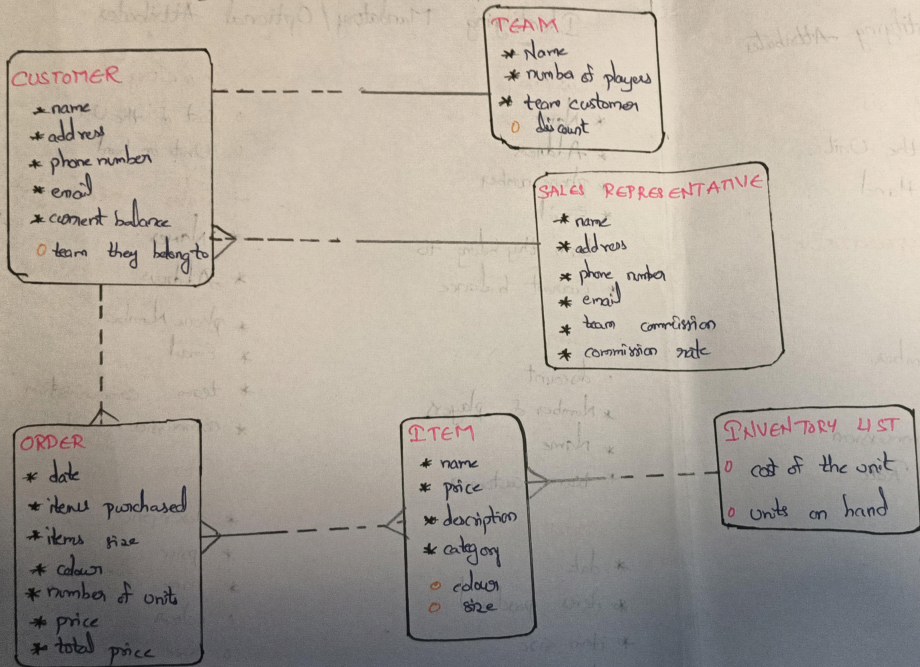 TEAM
* Name
* number of players
* team customer
o discount
CUSTOMER
* name
* address
* phone number
* email
* current balance
o team they belong to
SALES REPRESENTATIVE
* name
* address
* phone number
* email
* team commission
* commission rate
ORDER
* date
* items purchased
* items size
* colour
* number of units
* price
* total price
ITEM
* name
* price
* description
* category
o colour
o size
INVENTORY LIST
o cost of the unit
o units on hand